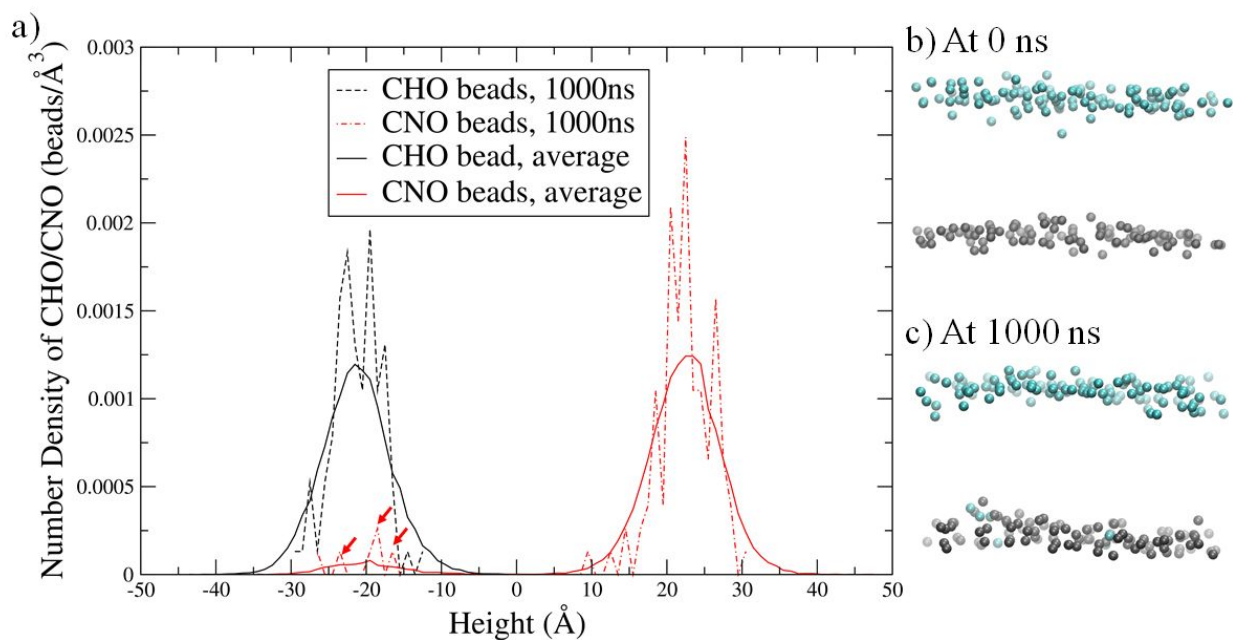 a)
Number Density of CHO/CNO (beads/Å³)
0.003
0.0025
0.002
0.0015
0.001
0.0005
0
CHO beads, 1000ns
CNO beads, 1000ns
CHO bead, average
CNO beads, average
-50 -40 -30 -20 -10 0 10 20 30 40 50
Height (Å)
b) At 0 ns
c) At 1000 ns